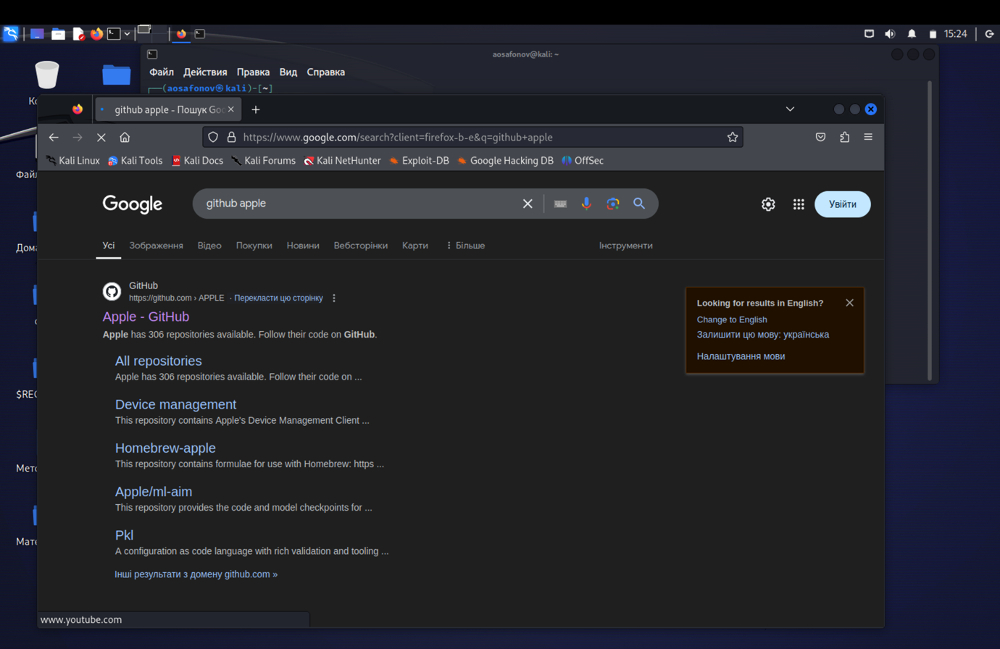 15:24
aosafonov@kali: ~
Файл Действия Правка Вид Справка
(aosafonov㉿kali)-[~]
github apple - Пошук Goo
https://www.google.com/search?client=firefox-b-e&q=github+apple
Kali Linux Kali Tools Kali Docs Kali Forums Kali NetHunter Exploit-DB Google Hacking DB OffSec
Google github apple Увійти
Усі Зображення Відео Покупки Новини Вебсторінки Карти Більше Інструменти
GitHub
https://github.com › APPLE · Перекласти цю сторінку
Apple - GitHub
Apple has 306 repositories available. Follow their code on GitHub.
All repositories
Apple has 306 repositories available. Follow their code on ...
Device management
This repository contains Apple's Device Management Client ...
Homebrew-apple
This repository contains formulae for use with Homebrew: https ...
Apple/ml-aim
This repository provides the code and model checkpoints for ...
Pkl
A configuration as code language with rich validation and tooling ...
Інші результати з домену github.com »
Looking for results in English?
Change to English
Залишити цю мову: українська
Налаштування мови
www.youtube.com
Ко
Фай
Дома
$REC
Мето
Мате